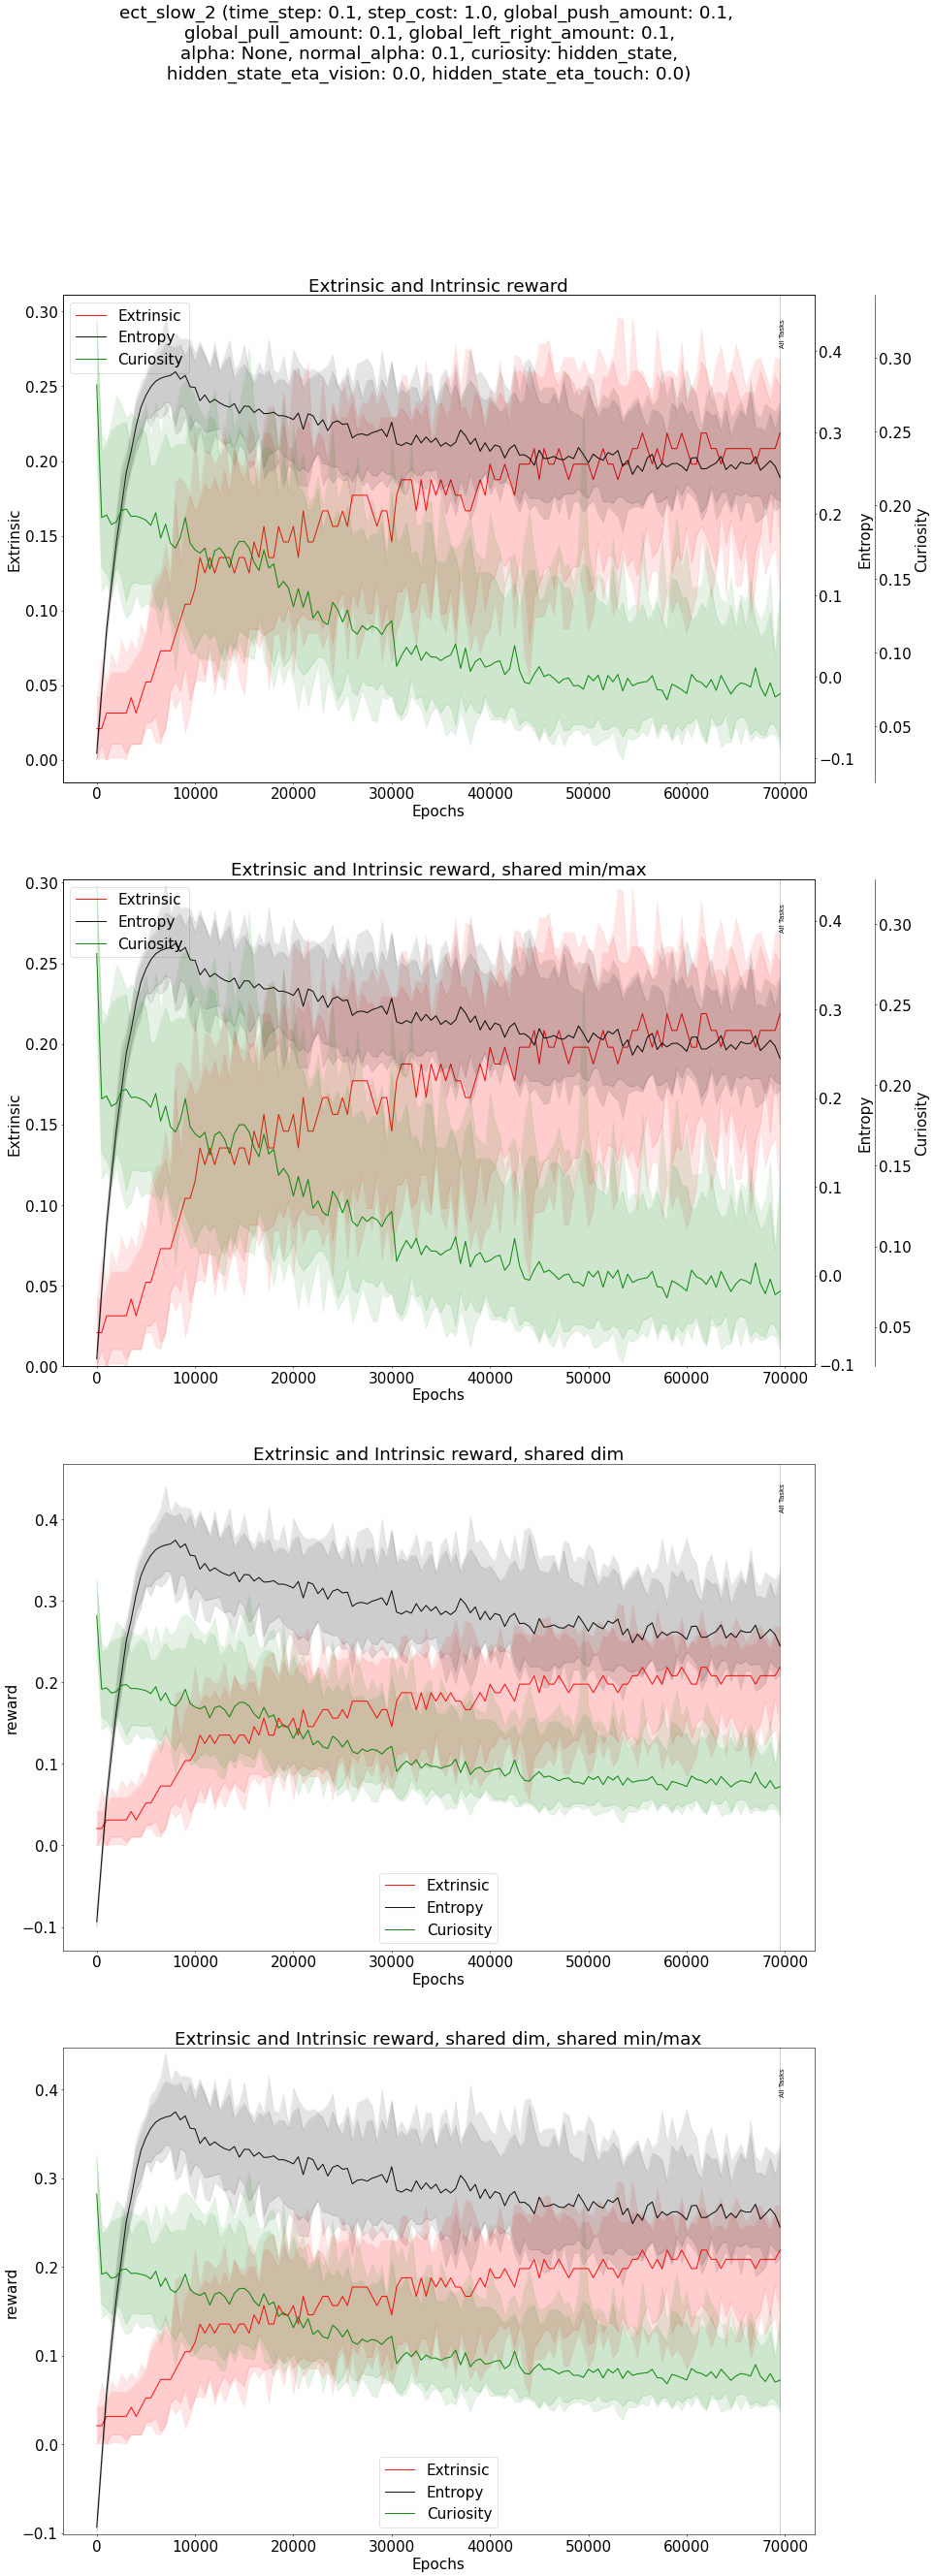 ect_slow_2 (time_step: 0.1, step_cost: 1.0, global_push_amount: 0.1,
global_pull_amount: 0.1, global_left_right_amount: 0.1,
alpha: None, normal_alpha: 0.1, curiosity: hidden_state,
hidden_state_eta_vision: 0.0, hidden_state_eta_touch: 0.0)
Extrinsic and Intrinsic reward
Extrinsic
Entropy
Curiosity
All Tasks
0.30
0.25
0.20
0.15
0.10
0.05
0.00
Extrinsic
0.4
0.3
0.2
0.1
0.0
−0.1
Entropy
0.30
0.25
0.20
0.15
0.10
0.05
Curiosity
0 10000 20000 30000 40000 50000 60000 70000
Epochs
Extrinsic and Intrinsic reward, shared min/max
Extrinsic
Entropy
Curiosity
All Tasks
0.30
0.25
0.20
0.15
0.10
0.05
0.00
Extrinsic
0.4
0.3
0.2
0.1
0.0
−0.1
Entropy
0.30
0.25
0.20
0.15
0.10
0.05
Curiosity
0 10000 20000 30000 40000 50000 60000 70000
Epochs
Extrinsic and Intrinsic reward, shared dim
All Tasks
0.4
0.3
0.2
0.1
0.0
−0.1
reward
Extrinsic
Entropy
Curiosity
0 10000 20000 30000 40000 50000 60000 70000
Epochs
Extrinsic and Intrinsic reward, shared dim, shared min/max
All Tasks
0.4
0.3
0.2
0.1
0.0
−0.1
reward
Extrinsic
Entropy
Curiosity
0 10000 20000 30000 40000 50000 60000 70000
Epochs